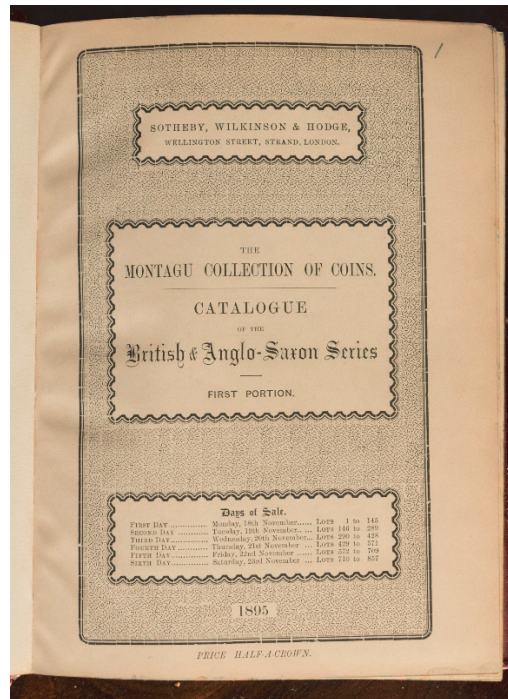 SOTHEBY, WILKINSON & HODGE,
WELLINGTON STREET, STRAND, LONDON.
THE
MONTAGU COLLECTION OF COINS.
CATALOGUE
OF THE
British & Anglo-Saxon Series
FIRST PORTION.
Days of Sale.
FIRST DAY ............. Monday, 18th November...... LOTS 1 to 145
SECOND DAY .......... Tuesday, 19th November.. ... LOTS 146 to 289
THIRD DAY............. Wednesday, 20th November... LOTS 290 to 428
FOURTH DAY .......... Thursday, 21st November ... LOTS 429 to 571
FIFTH DAY ............. Friday, 22nd November ...... LOTS 572 to 709
SIXTH DAY ............. Saturday, 23rd November ... LOTS 710 to 857
1895
PRICE HALF-A-CROWN.